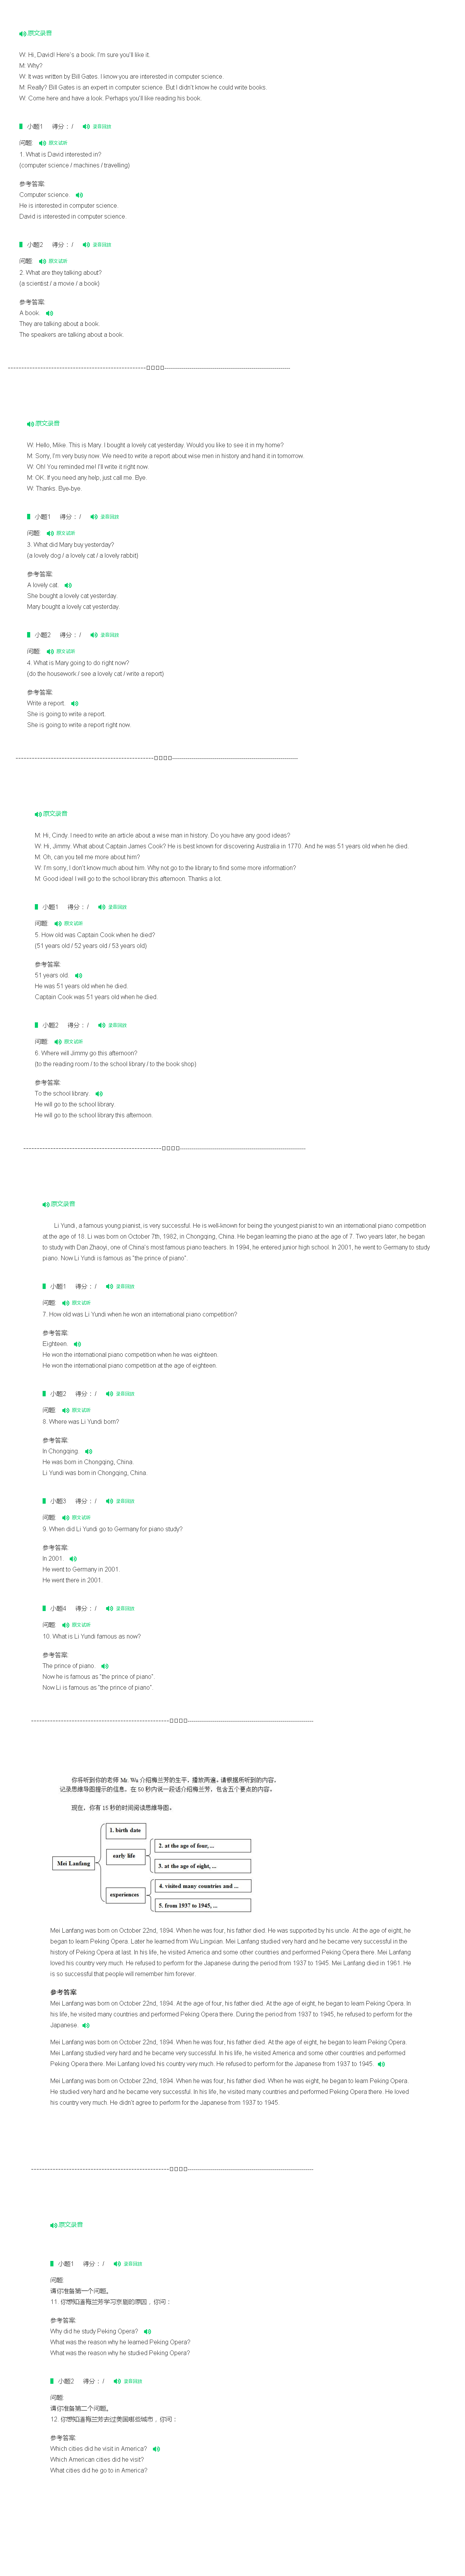 原文录音
W: Hi, David! Here's a book. I'm sure you'll like it.
M: Why?
W: It was written by Bill Gates. I know you are interested in computer science.
M: Really? Bill Gates is an expert in computer science. But I didn't know he could write books.
W: Come here and have a look. Perhaps you'll like reading his book.
小题1 得分：/ 录音回放
问题: 原文试听
1. What is David interested in?
(computer science / machines / travelling)
参考答案:
Computer science.
He is interested in computer science.
David is interested in computer science.
小题2 得分：/ 录音回放
问题: 原文试听
2. What are they talking about?
(a scientist / a movie / a book)
参考答案:
A book.
They are talking about a book.
The speakers are talking about a book.
原文录音
W: Hello, Mike. This is Mary. I bought a lovely cat yesterday. Would you like to see it in my home?
M: Sorry, I'm very busy now. We need to write a report about wise men in history and hand it in tomorrow.
W: Oh! You reminded me! I'll write it right now.
M: OK. If you need any help, just call me. Bye.
W: Thanks. Bye-bye.
小题1 得分：/ 录音回放
问题: 原文试听
3. What did Mary buy yesterday?
(a lovely dog / a lovely cat / a lovely rabbit)
参考答案:
A lovely cat.
She bought a lovely cat yesterday.
Mary bought a lovely cat yesterday.
小题2 得分：/ 录音回放
问题: 原文试听
4. What is Mary going to do right now?
(do the housework / see a lovely cat / write a report)
参考答案:
Write a report.
She is going to write a report.
She is going to write a report right now.
原文录音
M: Hi, Cindy. I need to write an article about a wise man in history. Do you have any good ideas?
W: Hi, Jimmy. What about Captain James Cook? He is best known for discovering Australia in 1770. And he was 51 years old when he died.
M: Oh, can you tell me more about him?
W: I'm sorry, I don't know much about him. Why not go to the library to find some more information?
M: Good idea! I will go to the school library this afternoon. Thanks a lot.
小题1 得分：/ 录音回放
问题: 原文试听
5. How old was Captain Cook when he died?
(51 years old / 52 years old / 53 years old)
参考答案:
51 years old.
He was 51 years old when he died.
Captain Cook was 51 years old when he died.
小题2 得分：/ 录音回放
问题: 原文试听
6. Where will Jimmy go this afternoon?
(to the reading room / to the school library / to the book shop)
参考答案:
To the school library.
He will go to the school library.
He will go to the school library this afternoon.
原文录音
Li Yundi, a famous young pianist, is very successful. He is well-known for being the youngest pianist to win an international piano competition
at the age of 18. Li was born on October 7th, 1982, in Chongqing, China. He began learning the piano at the age of 7. Two years later, he began
to study with Dan Zhaoyi, one of China's most famous piano teachers. In 1994, he entered junior high school. In 2001, he went to Germany to study
piano. Now Li Yundi is famous as "the prince of piano".
小题1 得分：/ 录音回放
问题: 原文试听
7. How old was Li Yundi when he won an international piano competition?
参考答案:
Eighteen.
He won the international piano competition when he was eighteen.
He won the international piano competition at the age of eighteen.
小题2 得分：/ 录音回放
问题: 原文试听
8. Where was Li Yundi born?
参考答案:
In Chongqing.
He was born in Chongqing, China.
Li Yundi was born in Chongqing, China.
小题3 得分：/ 录音回放
问题: 原文试听
9. When did Li Yundi go to Germany for piano study?
参考答案:
In 2001.
He went to Germany in 2001.
He went there in 2001.
小题4 得分：/ 录音回放
问题: 原文试听
10. What is Li Yundi famous as now?
参考答案:
The prince of piano.
Now he is famous as "the prince of piano".
Now Li is famous as "the prince of piano".
你将听到你的老师 Mr. Wu 介绍梅兰芳的生平。播放两遍。请根据所听到的内容，
记录思维导图提示的信息。在 50 秒内说一段话介绍梅兰芳，包含五个要点的内容。
现在，你有 15 秒的时间阅读思维导图。
1. birth date
2. at the age of four, ...
early life
3. at the age of eight, ...
Mei Lanfang
4. visited many countries and ...
experiences
5. from 1937 to 1945, ...
Mei Lanfang was born on October 22nd, 1894. When he was four, his father died. He was supported by his uncle. At the age of eight, he
began to learn Peking Opera. Later he learned from Wu Lingxian. Mei Lanfang studied very hard and he became very successful in the
history of Peking Opera at last. In his life, he visited America and some other countries and performed Peking Opera there. Mei Lanfang
loved his country very much. He refused to perform for the Japanese during the period from 1937 to 1945. Mei Lanfang died in 1961. He
is so successful that people will remember him forever.
参考答案
Mei Lanfang was born on October 22nd, 1894. At the age of four, his father died. At the age of eight, he began to learn Peking Opera. In
his life, he visited many countries and performed Peking Opera there. During the period from 1937 to 1945, he refused to perform for the
Japanese.
Mei Lanfang was born on October 22nd, 1894. When he was four, his father died. At the age of eight, he began to learn Peking Opera.
Mei Lanfang studied very hard and he became very successful. In his life, he visited America and some other countries and performed
Peking Opera there. Mei Lanfang loved his country very much. He refused to perform for the Japanese from 1937 to 1945.
Mei Lanfang was born on October 22nd, 1894. When he was four, his father died. When he was eight, he began to learn Peking Opera.
He studied very hard and he became very successful. In his life, he visited many countries and performed Peking Opera there. He loved
his country very much. He didn't agree to perform for the Japanese from 1937 to 1945.
原文录音
小题1 得分：/ 录音回放
问题:
请你准备第一个问题。
11. 你想知道梅兰芳学习京剧的原因，你问：
参考答案:
Why did he study Peking Opera?
What was the reason why he learned Peking Opera?
What was the reason why he studied Peking Opera?
小题2 得分：/ 录音回放
问题:
请你准备第二个问题。
12. 你想知道梅兰芳去过美国哪些城市，你问：
参考答案:
Which cities did he visit in America?
Which American cities did he visit?
What cities did he go to in America?